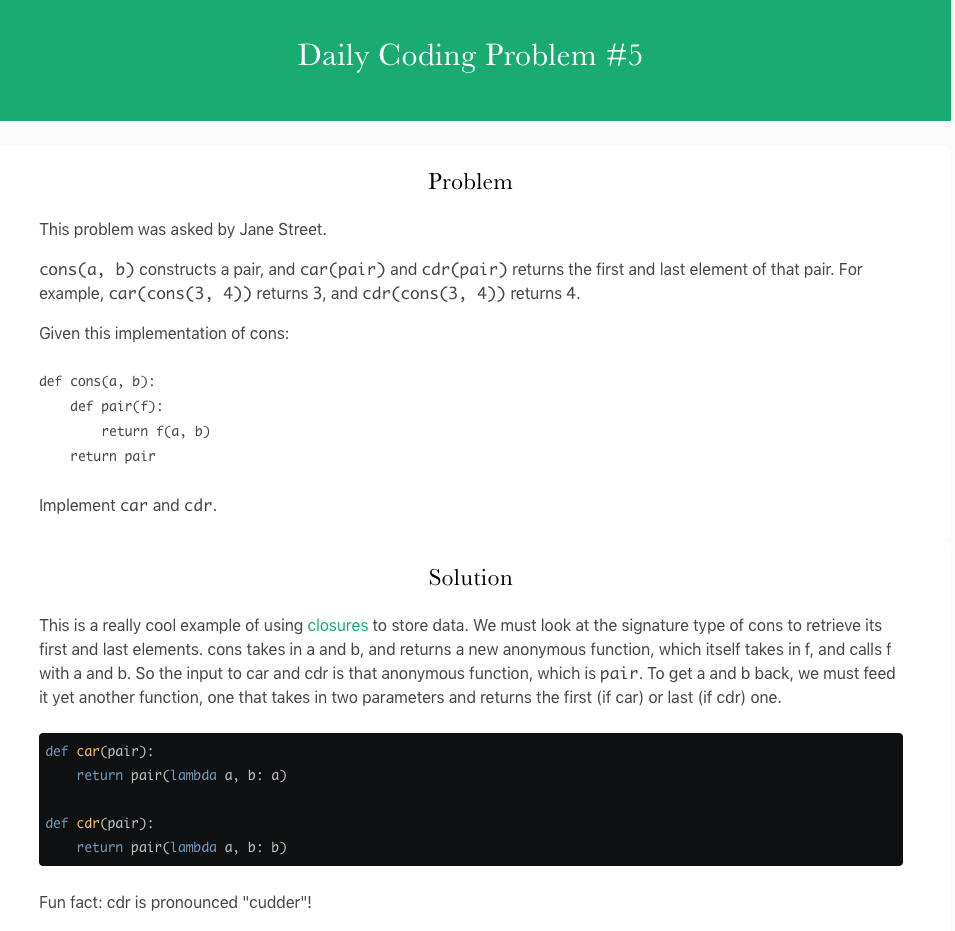 Daily Coding Problem #5
Problem
This problem was asked by Jane Street.
cons(a, b) constructs a pair, and car(pair) and cdr(pair) returns the first and last element of that pair. For
example, car(cons(3, 4)) returns 3, and cdr(cons(3, 4)) returns 4.
Given this implementation of cons:
def cons(a, b):
    def pair(f):
        return f(a, b)
    return pair
Implement car and cdr.
Solution
This is a really cool example of using closures to store data. We must look at the signature type of cons to retrieve its
first and last elements. cons takes in a and b, and returns a new anonymous function, which itself takes in f, and calls f
with a and b. So the input to car and cdr is that anonymous function, which is pair. To get a and b back, we must feed
it yet another function, one that takes in two parameters and returns the first (if car) or last (if cdr) one.
def car(pair):
    return pair(lambda a, b: a)
def cdr(pair):
    return pair(lambda a, b: b)
Fun fact: cdr is pronounced "cudder"!